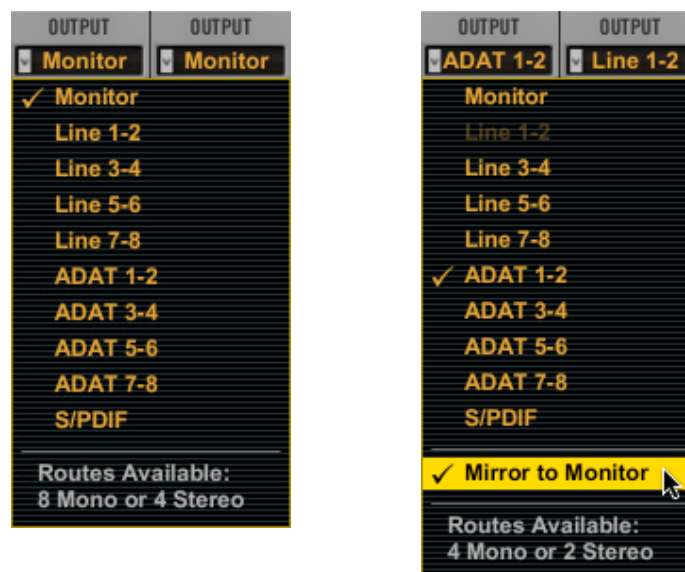 OUTPUT OUTPUT
Monitor Monitor
✓ Monitor
Line 1-2
Line 3-4
Line 5-6
Line 7-8
ADAT 1-2
ADAT 3-4
ADAT 5-6
ADAT 7-8
S/PDIF
Routes Available:
8 Mono or 4 Stereo
OUTPUT OUTPUT
ADAT 1-2 Line 1-2
Monitor
Line 1-2
Line 3-4
Line 5-6
Line 7-8
✓ ADAT 1-2
ADAT 3-4
ADAT 5-6
ADAT 7-8
S/PDIF
✓ Mirror to Monitor
Routes Available:
4 Mono or 2 Stereo